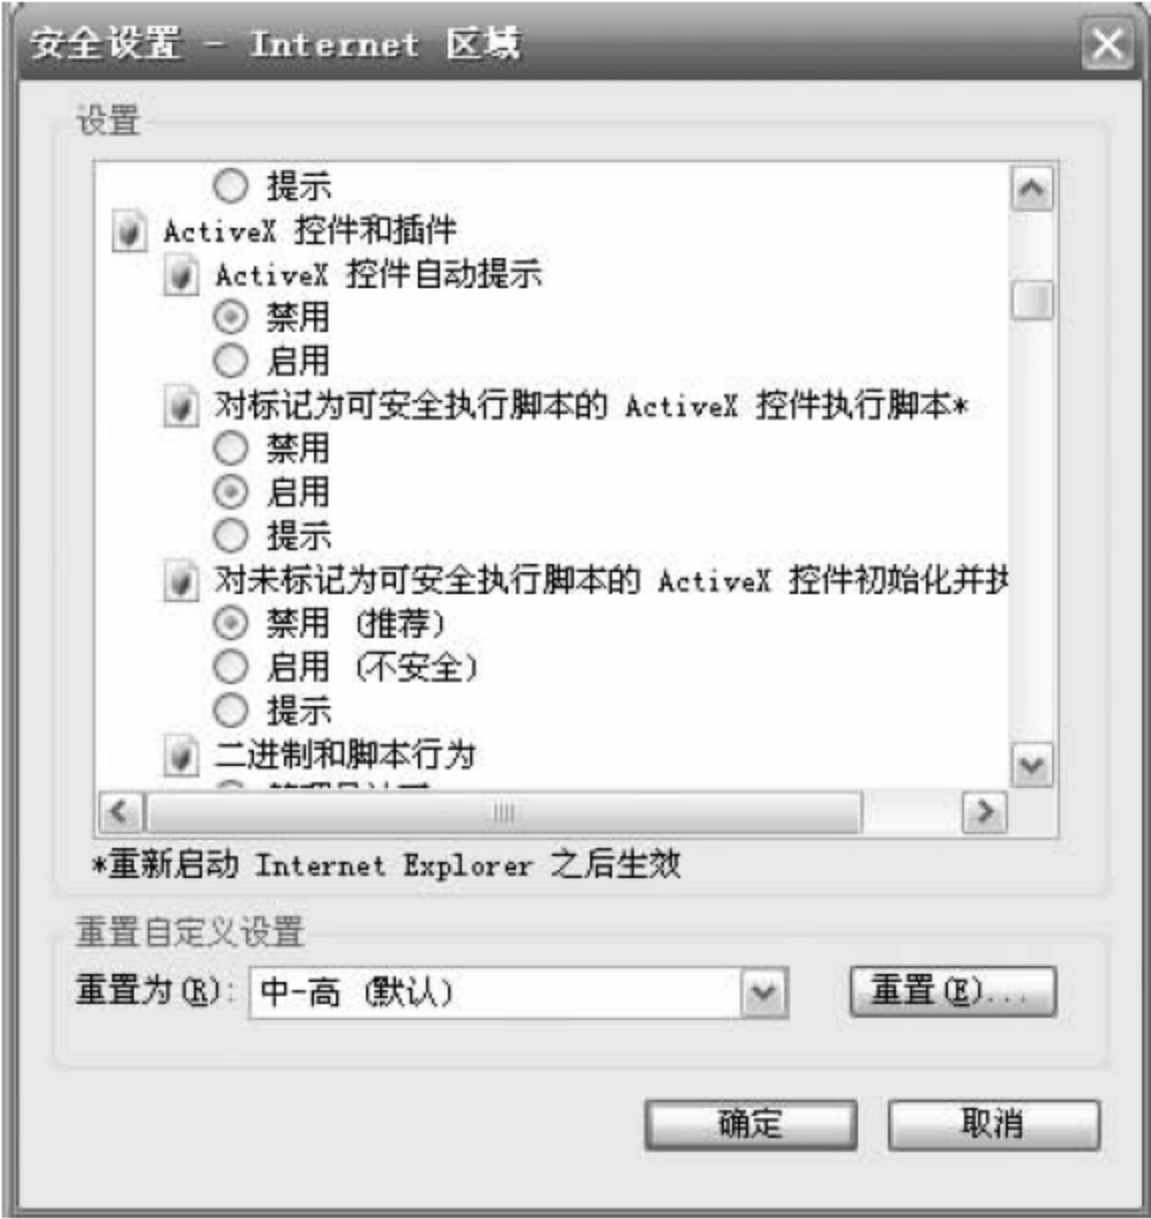 安全设置 - Internet 区域
设置
提示
ActiveX 控件和插件
ActiveX 控件自动提示
禁用
启用
对标记为可安全执行脚本的 ActiveX 控件执行脚本*
禁用
启用
提示
对未标记为可安全执行脚本的 ActiveX 控件初始化并执
禁用 (推荐)
启用 (不安全)
提示
二进制和脚本行为
*重新启动 Internet Explorer 之后生效
重置自定义设置
重置为(R): 中-高 (默认) 重置(E)...
确定 取消